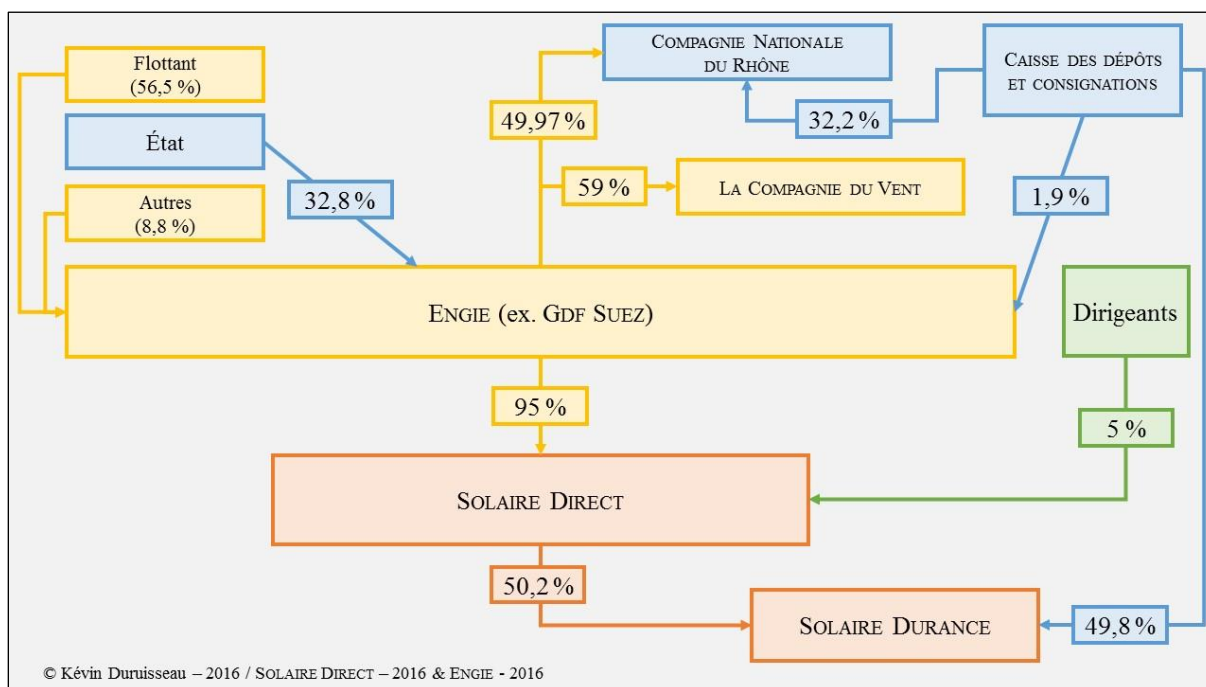 Flottant
(56,5 %)
État
Autres
(8,8 %)
32,8 %
49,97 %
COMPAGNIE NATIONALE
DU RHÔNE
32,2 %
CAISSE DES DÉPÔTS
ET CONSIGNATIONS
59 %
LA COMPAGNIE DU VENT
1,9 %
ENGIE (ex. GDF SUEZ)
Dirigeants
95 %
5 %
SOLAIRE DIRECT
50,2 %
SOLAIRE DURANCE
49,8 %
© Kévin Duruisseau – 2016 / SOLAIRE DIRECT – 2016 & ENGIE - 2016